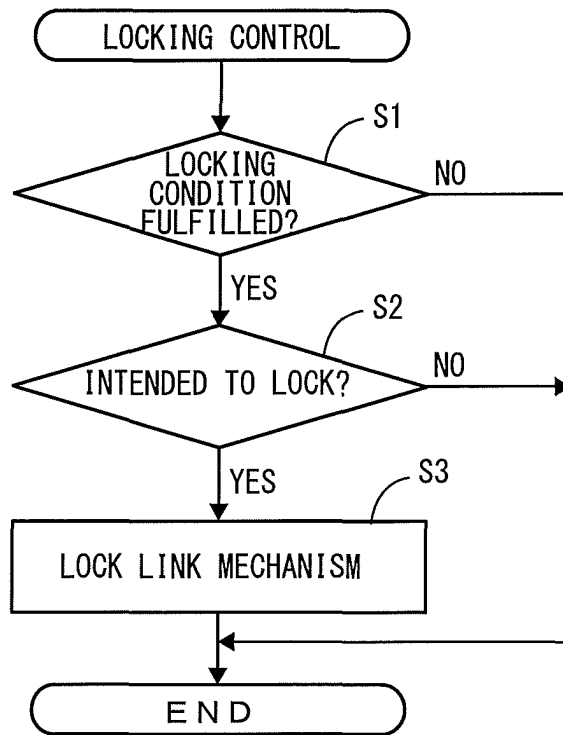 LOCKING CONTROL
S1
LOCKING
CONDITION
FULFILLED?
NO
YES
S2
INTENDED TO LOCK?
NO
YES
S3
LOCK LINK MECHANISM
END